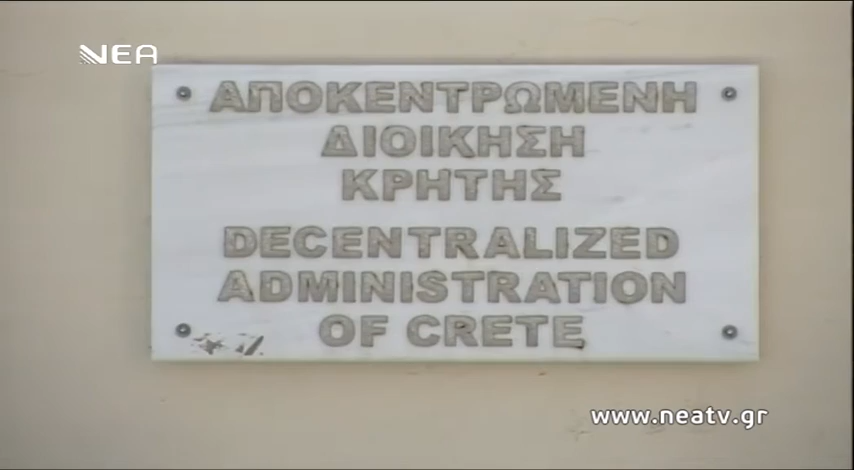 NEA
ΑΠΟΚΕΝΤΡΩΜΕΝΗ
ΔΙΟΙΚΗΣΗ
ΚΡΗΤΗΣ
DECENTRALIZED
ADMINISTRATION
OF CRETE
www.neatv.gr